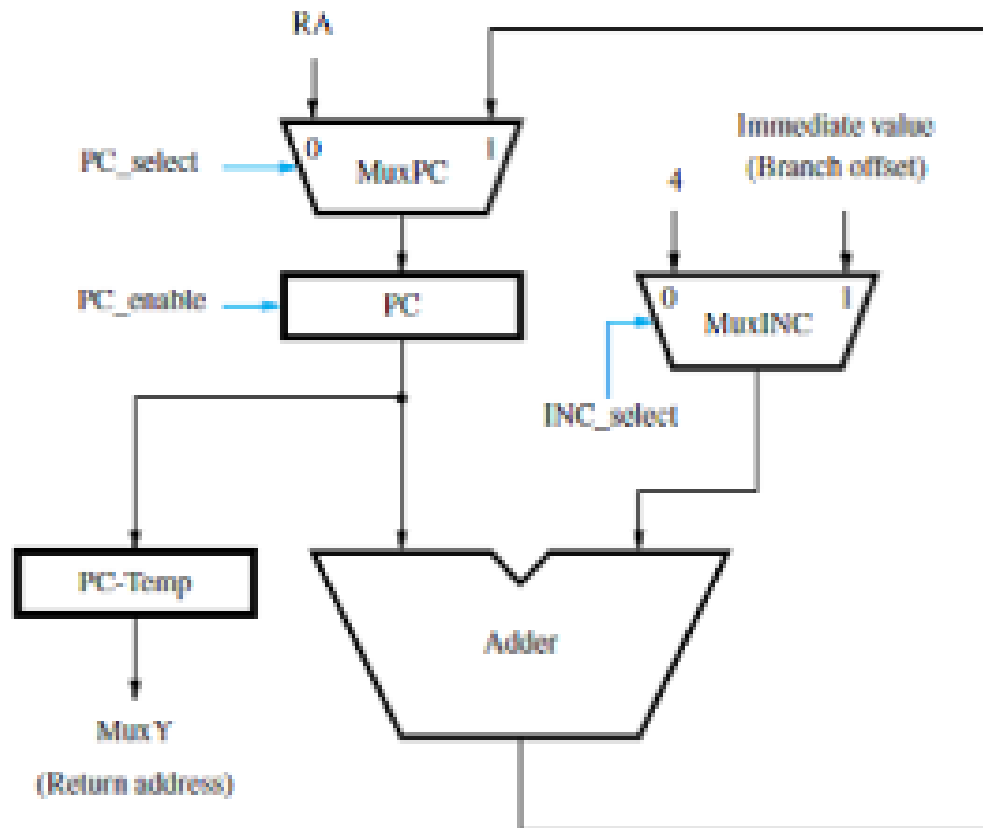 RA
Immediate value
(Branch offset)
0
1
PC_select
MuxPC
4
PC_enable
PC
0
1
MuxINC
INC_select
PC-Temp
Adder
MuxY
(Return address)